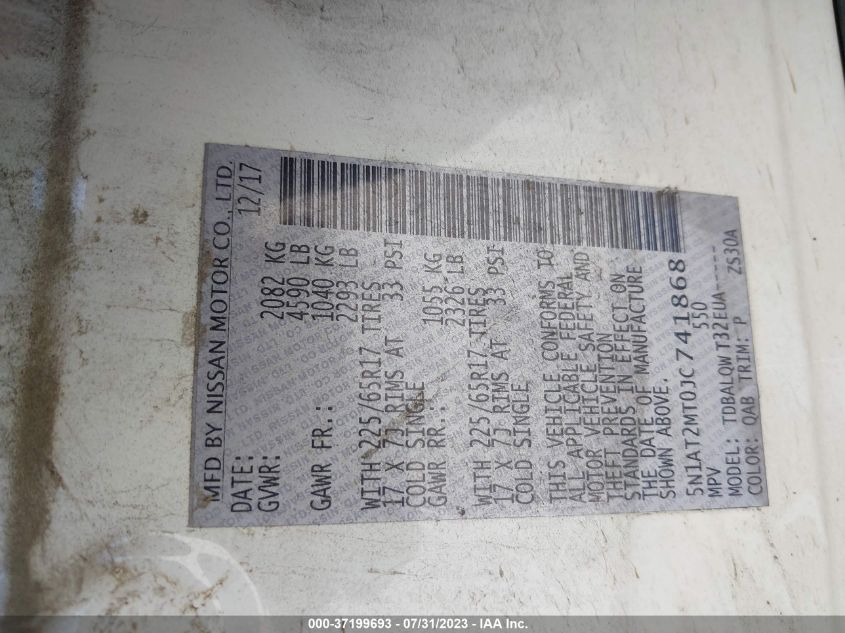 MFD BY NISSAN MOTOR CO., LTD.
DATE: 12/17
GVWR: 2082 KG
4590 LB
GAWR FR.: 1040 KG
2293 LB
WITH 225/65R17 TIRES
17 X 7J RIMS AT 33 PSI
COLD SINGLE
GAWR RR.: 1055 KG
2326 LB
WITH 225/65R17 TIRES
17 X 7J RIMS AT 33 PSI
COLD SINGLE
THIS VEHICLE CONFORMS TO
ALL APPLICABLE FEDERAL
MOTOR VEHICLE SAFETY AND
THEFT PREVENTION
STANDARDS IN EFFECT ON
THE DATE OF MANUFACTURE
SHOWN ABOVE.
5N1AT2MT0JC741868
MPV 550
MODEL: TDBALOW T32EUA-----
COLOR: QAB TRIM: P ZS30A
000-37199693 - 07/31/2023 - IAA Inc.